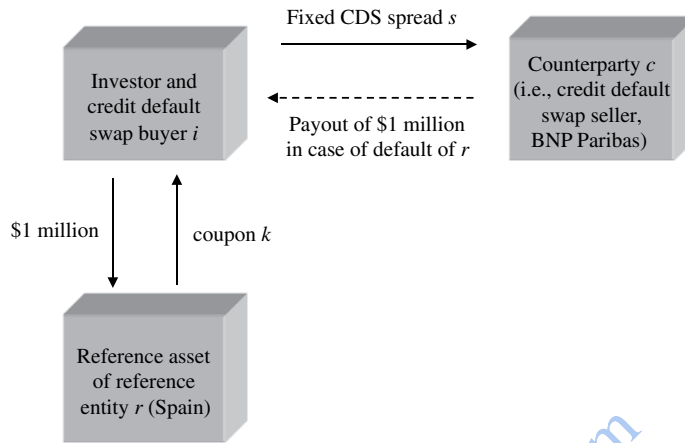 Fixed CDS spread s
Investor and
credit default
swap buyer i
Counterparty c
(i.e., credit default
swap seller,
BNP Paribas)
Payout of $1 million
in case of default of r
$1 million
coupon k
Reference asset
of reference
entity r (Spain)